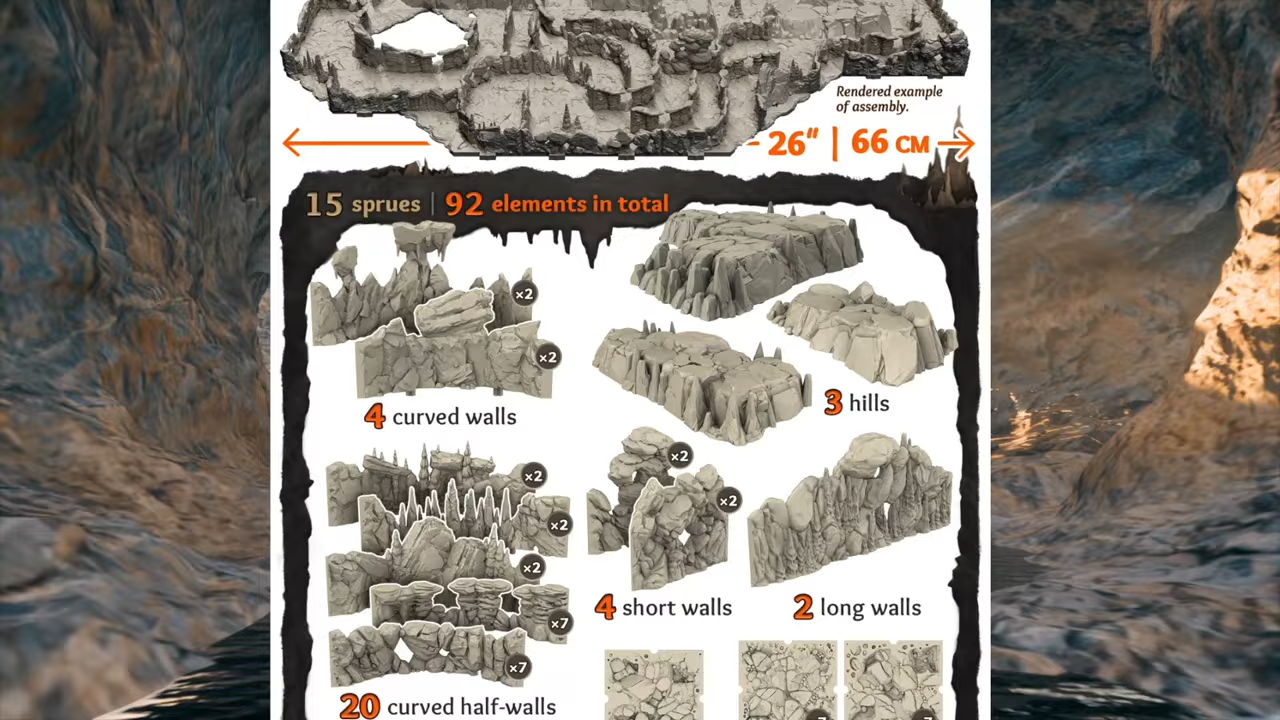 Rendered example
of assembly.
26" | 66 CM
15 sprues | 92 elements in total
×2
×2
4 curved walls
3 hills
×2
×2
×2
×7
×7
20 curved half-walls
×2
×2
4 short walls
2 long walls